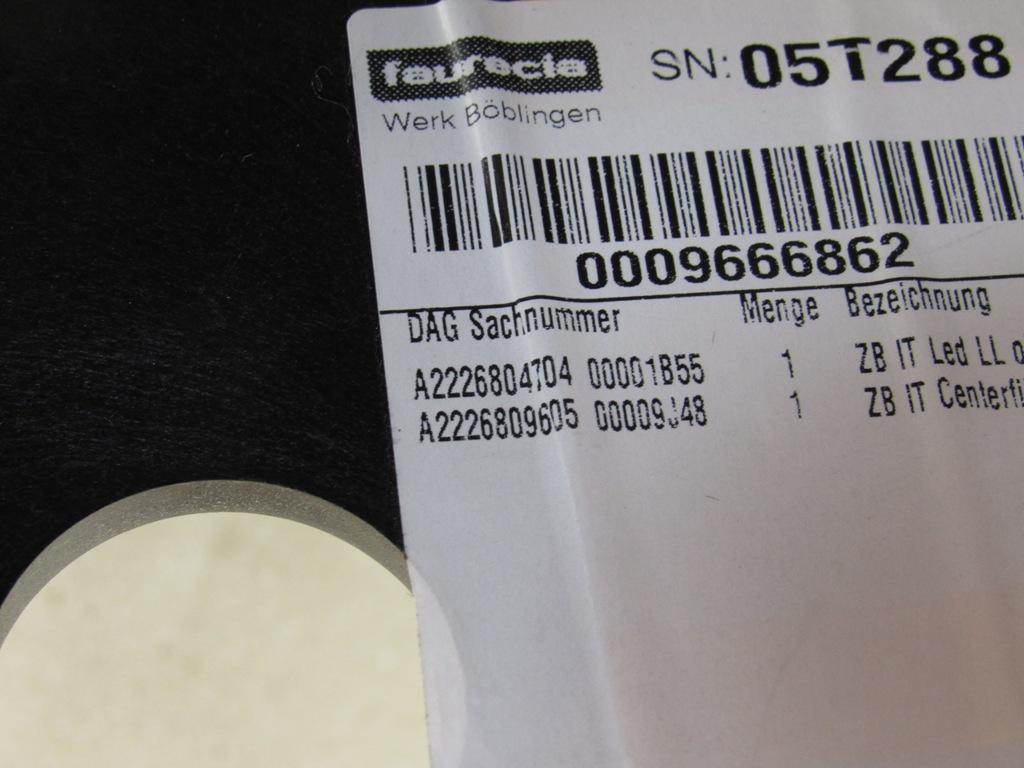 faurecia
SN: 05T288
Werk Böblingen
0009666862
DAG Sachnummer Menge Bezeichnung
A2226804704 00001B55 1 ZB IT Led LL
A2226809605 00009J48 1 ZB IT